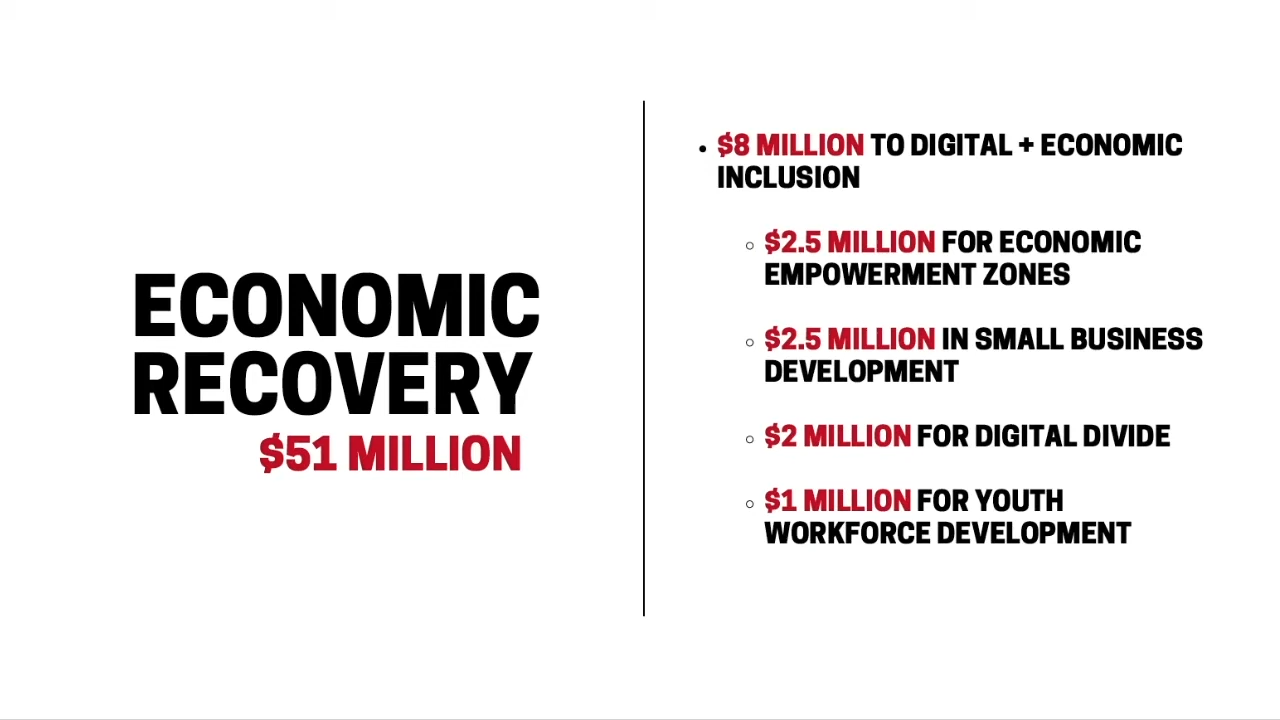 ECONOMIC
RECOVERY
$51 MILLION
$8 MILLION TO DIGITAL + ECONOMIC
INCLUSION
$2.5 MILLION FOR ECONOMIC
EMPOWERMENT ZONES
$2.5 MILLION IN SMALL BUSINESS
DEVELOPMENT
$2 MILLION FOR DIGITAL DIVIDE
$1 MILLION FOR YOUTH
WORKFORCE DEVELOPMENT